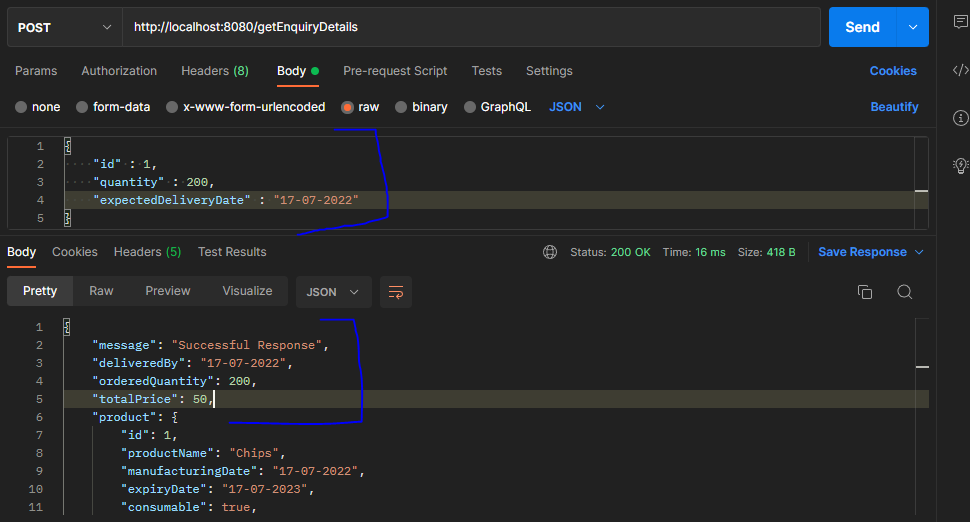 POST http://localhost:8080/getEnquiryDetails Send
Params Authorization Headers (8) Body Pre-request Script Tests Settings Cookies
none form-data x-www-form-urlencoded raw binary GraphQL JSON Beautify
1 {
2 ····"id" : 1,
3 "quantity" : 200,
4 "expectedDeliveryDate" : "17-07-2022"
5 }
Body Cookies Headers (5) Test Results Status: 200 OK Time: 16 ms Size: 418 B Save Response
Pretty Raw Preview Visualize JSON
1 {
2 "message": "Successful Response",
3 "deliveredBy": "17-07-2022",
4 "orderedQuantity": 200,
5 "totalPrice": 50,
6 "product": {
7 "id": 1,
8 "productName": "Chips",
9 "manufacturingDate": "17-07-2022",
10 "expiryDate": "17-07-2023",
11 "consumable": true,